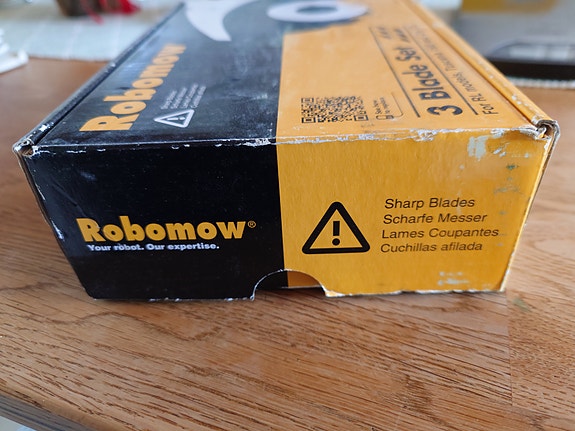 Robomow
3 Blade Set
Robomow®
Your robot. Our expertise.
Sharp Blades
Scharfe Messer
Lames Coupantes
Cuchillas afilada